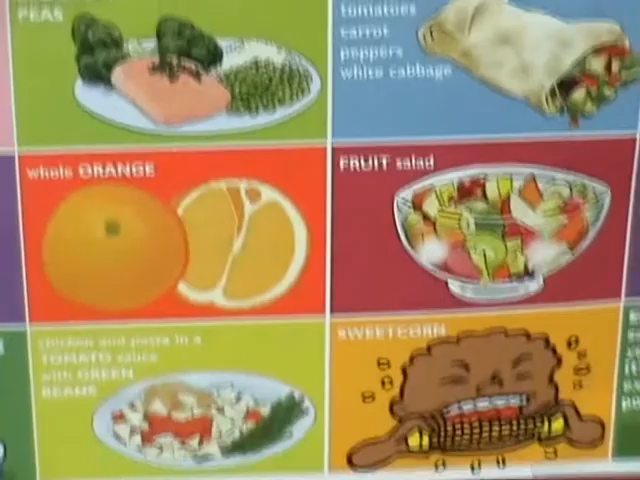 PEAS
tomatoes
carrot
peppers
white cabbage
whole ORANGE
FRUIT salad
chicken and pasta in a
TOMATO sauce
with GREEN
BEANS
SWEETCORN